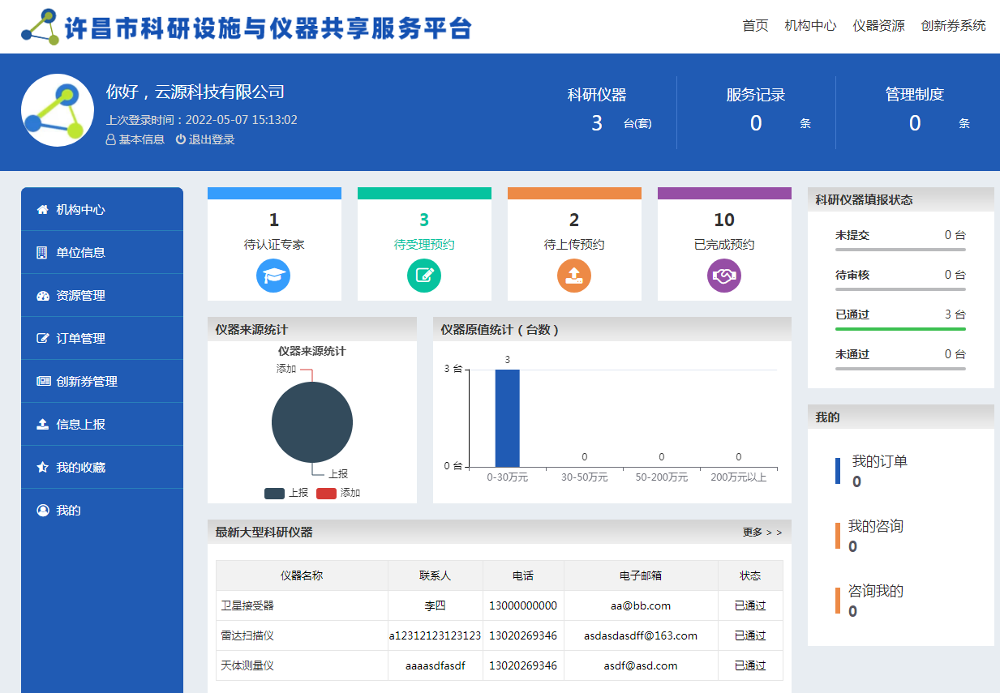 许昌市科研设施与仪器共享服务平台
首页 机构中心 仪器资源 创新券系统
你好，云源科技有限公司
上次登录时间：2022-05-07 15:13:02
基本信息 退出登录
科研仪器 服务记录 管理制度
3 台(套) 0 条 0 条
机构中心
单位信息
资源管理
订单管理
创新券管理
信息上报
我的收藏
我的
1
待认证专家
3
待受理预约
2
待上传预约
10
已完成预约
仪器来源统计
仪器来源统计
添加
上报
上报 添加
仪器原值统计（台数）
3 台
3
0 台
0 0 0
0-30万元 30-50万元 50-200万元 200万元以上
最新大型科研仪器 更多 > >
仪器名称 联系人 电话 电子邮箱 状态
卫星接受器 李四 13000000000 aa@bb.com 已通过
雷达扫描仪 a12312123123123 13020269346 asdasdasdff@163.com 已通过
天体测量仪 aaaasdfasdf 13020269346 asdf@asd.com 已通过
科研仪器填报状态
未提交 0 台
待审核 0 台
已通过 3 台
未通过 0 台
我的
我的订单
0
我的咨询
0
咨询我的
0